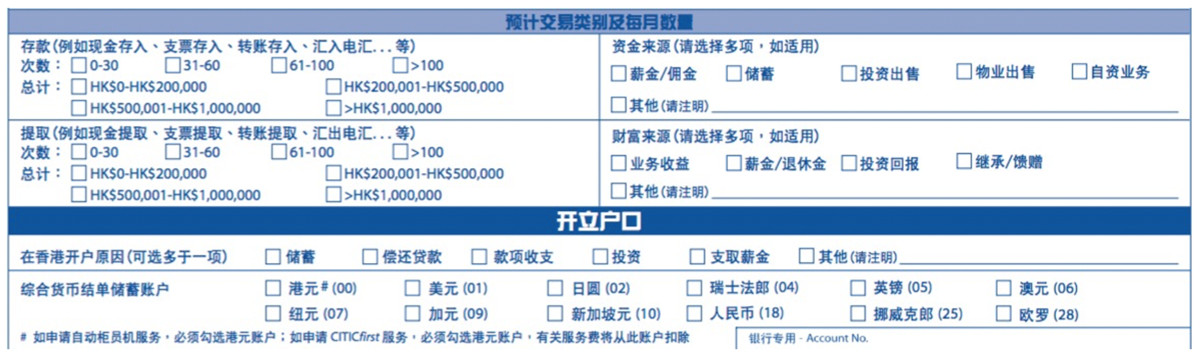 预计交易类别及每月数量
存款(例如现金存入、支票存入、转账存入、汇入电汇...等)
次数：□0-30 □31-60 □61-100 □>100
总计：□HK$0-HK$200,000 □HK$200,001-HK$500,000
□HK$500,001-HK$1,000,000 □>HK$1,000,000
资金来源(请选择多项，如适用)
□薪金/佣金 □储蓄 □投资出售 □物业出售 □自资业务
□其他(请注明)
提取(例如现金提取、支票提取、转账提取、汇出电汇...等)
次数：□0-30 □31-60 □61-100 □>100
总计：□HK$0-HK$200,000 □HK$200,001-HK$500,000
□HK$500,001-HK$1,000,000 □>HK$1,000,000
财富来源(请选择多项，如适用)
□业务收益 □薪金/退休金 □投资回报 □继承/馈赠
□其他(请注明)
开立户口
在香港开户原因(可选多于一项) □储蓄 □偿还贷款 □款项收支 □投资 □支取薪金 □其他(请注明)
综合货币结单储蓄账户 □港元# (00) □美元 (01) □日圆 (02) □瑞士法郎 (04) □英镑 (05) □澳元 (06)
□纽元 (07) □加元 (09) □新加坡元 (10) □人民币 (18) □挪威克郎 (25) □欧罗 (28)
# 如申请自动柜员机服务，必须勾选港元账户；如申请 CITICfirst 服务，必须勾选港元账户，有关服务费将从此账户扣除
银行专用 - Account No.